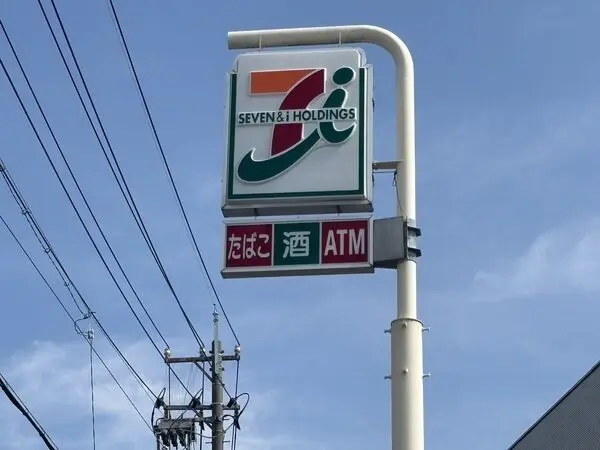 7i
SEVEN & i HOLDINGS
たばこ 酒 ATM